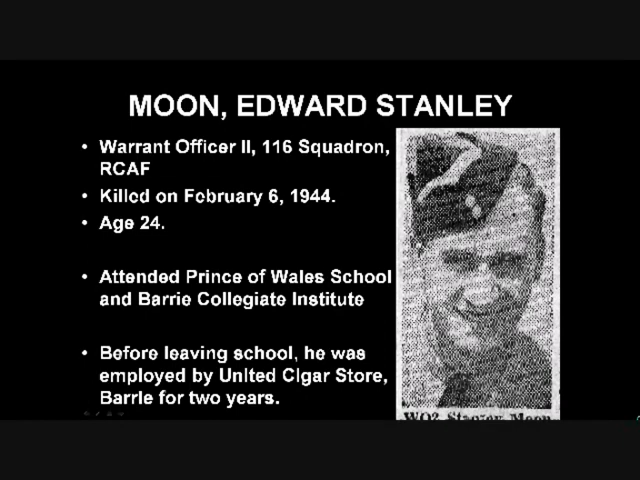 MOON, EDWARD STANLEY
• Warrant Officer II, 116 Squadron,
RCAF
• Killed on February 6, 1944.
• Age 24.
• Attended Prince of Wales School
and Barrie Collegiate Institute
• Before leaving school, he was
employed by United Cigar Store,
Barrie for two years.
WO2 Stanley Moon